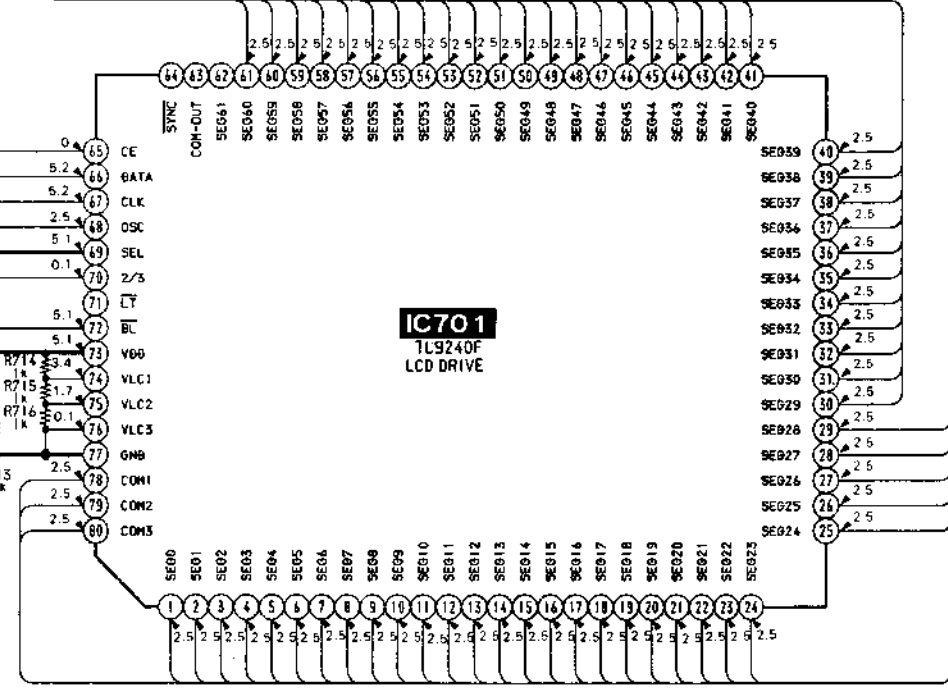 2.5 2.5 2.5 2.5 2.5 2.5 2.5 2.5 2.5 2.5 2.5 2.5 2.5 2.5 2.5 2.5 2.5 2.5 2.5 2.5 2.5
64 63 62 61 60 59 58 57 56 55 54 53 52 51 50 49 48 47 46 45 44 43 42 41
SYNC COM-OUT SEG61 SEG60 SEG59 SEG58 SEG57 SEG56 SEG55 SEG54 SEG53 SEG52 SEG51 SEG50 SEG49 SEG48 SEG47 SEG46 SEG45 SEG44 SEG43 SEG42 SEG41 SEG40
0 65 CE
5.2 66 DATA
5.2 67 CLK
2.5 68 OSC
5.1 69 SEL
0.1 70 2/3
71 LT
5.1 72 BL
5.1 73 VDD
R714 1k 3.4 74 VLC1
R715 1k 1.7 75 VLC2
R716 1k 0.1 76 VLC3
77 GND
2.5 78 COM1
2.5 79 COM2
2.5 80 COM3
IC701
TC9240F
LCD DRIVE
SEG39 40 2.5
SEG38 39 2.5
SEG37 38 2.5
SEG36 37 2.5
SEG35 36 2.5
SEG34 35 2.5
SEG33 34 2.5
SEG32 33 2.5
SEG31 32 2.5
SEG30 31 2.5
SEG29 30 2.5
SEG28 29 2.5
SEG27 28 2.5
SEG26 27 2.5
SEG25 26 2.5
SEG24 25 2.5
SEG0 SEG1 SEG2 SEG3 SEG4 SEG5 SEG6 SEG7 SEG8 SEG9 SEG10 SEG11 SEG12 SEG13 SEG14 SEG15 SEG16 SEG17 SEG18 SEG19 SEG20 SEG21 SEG22 SEG23
1 2 3 4 5 6 7 8 9 10 11 12 13 14 15 16 17 18 19 20 21 22 23 24
2.5 2.5 2.5 2.5 2.5 2.5 2.5 2.5 2.5 2.5 2.5 2.5 2.5 2.5 2.5 2.5 2.5 2.5 2.5 2.5 2.5 2.5 2.5 2.5